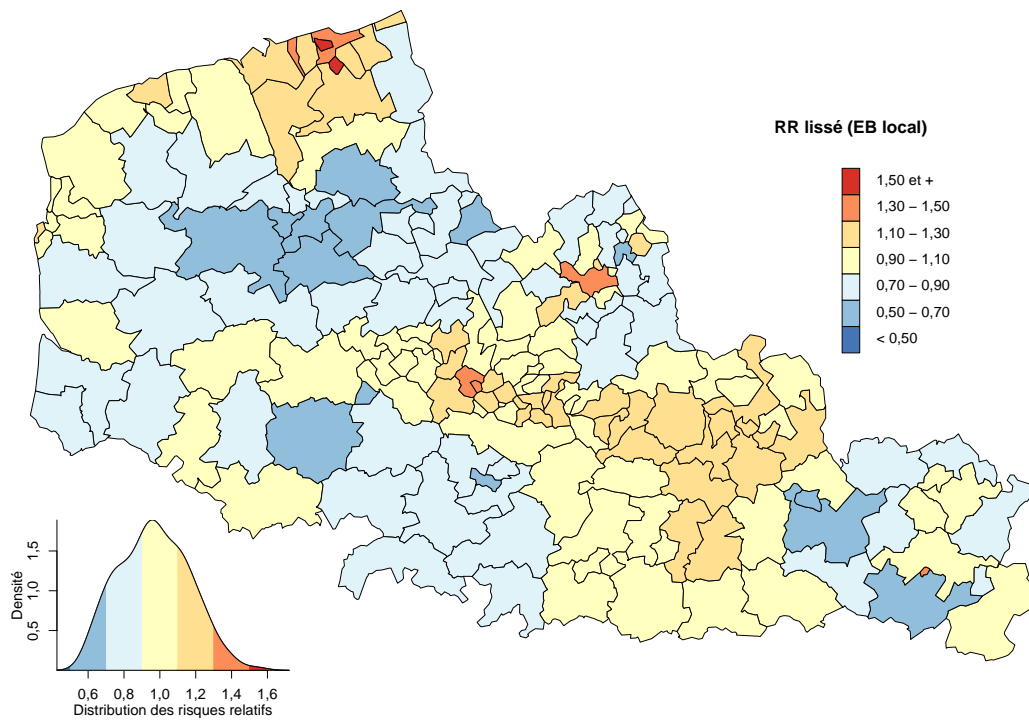 RR lissé (EB local)
1,50 et +
1,30 – 1,50
1,10 – 1,30
0,90 – 1,10
0,70 – 0,90
0,50 – 0,70
< 0,50
Densité
1,5
1,0
0,5
0,6 0,8 1,0 1,2 1,4 1,6
Distribution des risques relatifs